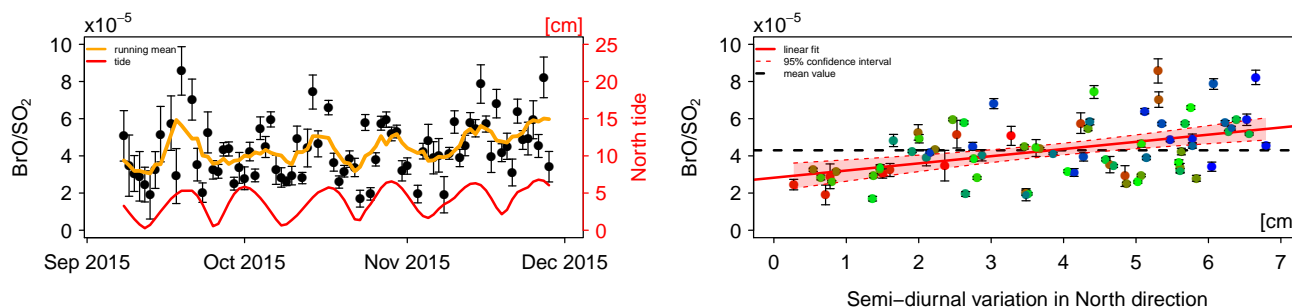 x10⁻⁵
[cm]
running mean
tide
10
8
6
4
2
0
BrO/SO₂
25
20
15
10
5
0
North tide
Sep 2015
Oct 2015
Nov 2015
Dec 2015
x10⁻⁵
linear fit
95% confidence interval
mean value
10
8
6
4
2
0
BrO/SO₂
[cm
0
1
2
3
4
5
6
7
Semi−diurnal variation in North direction